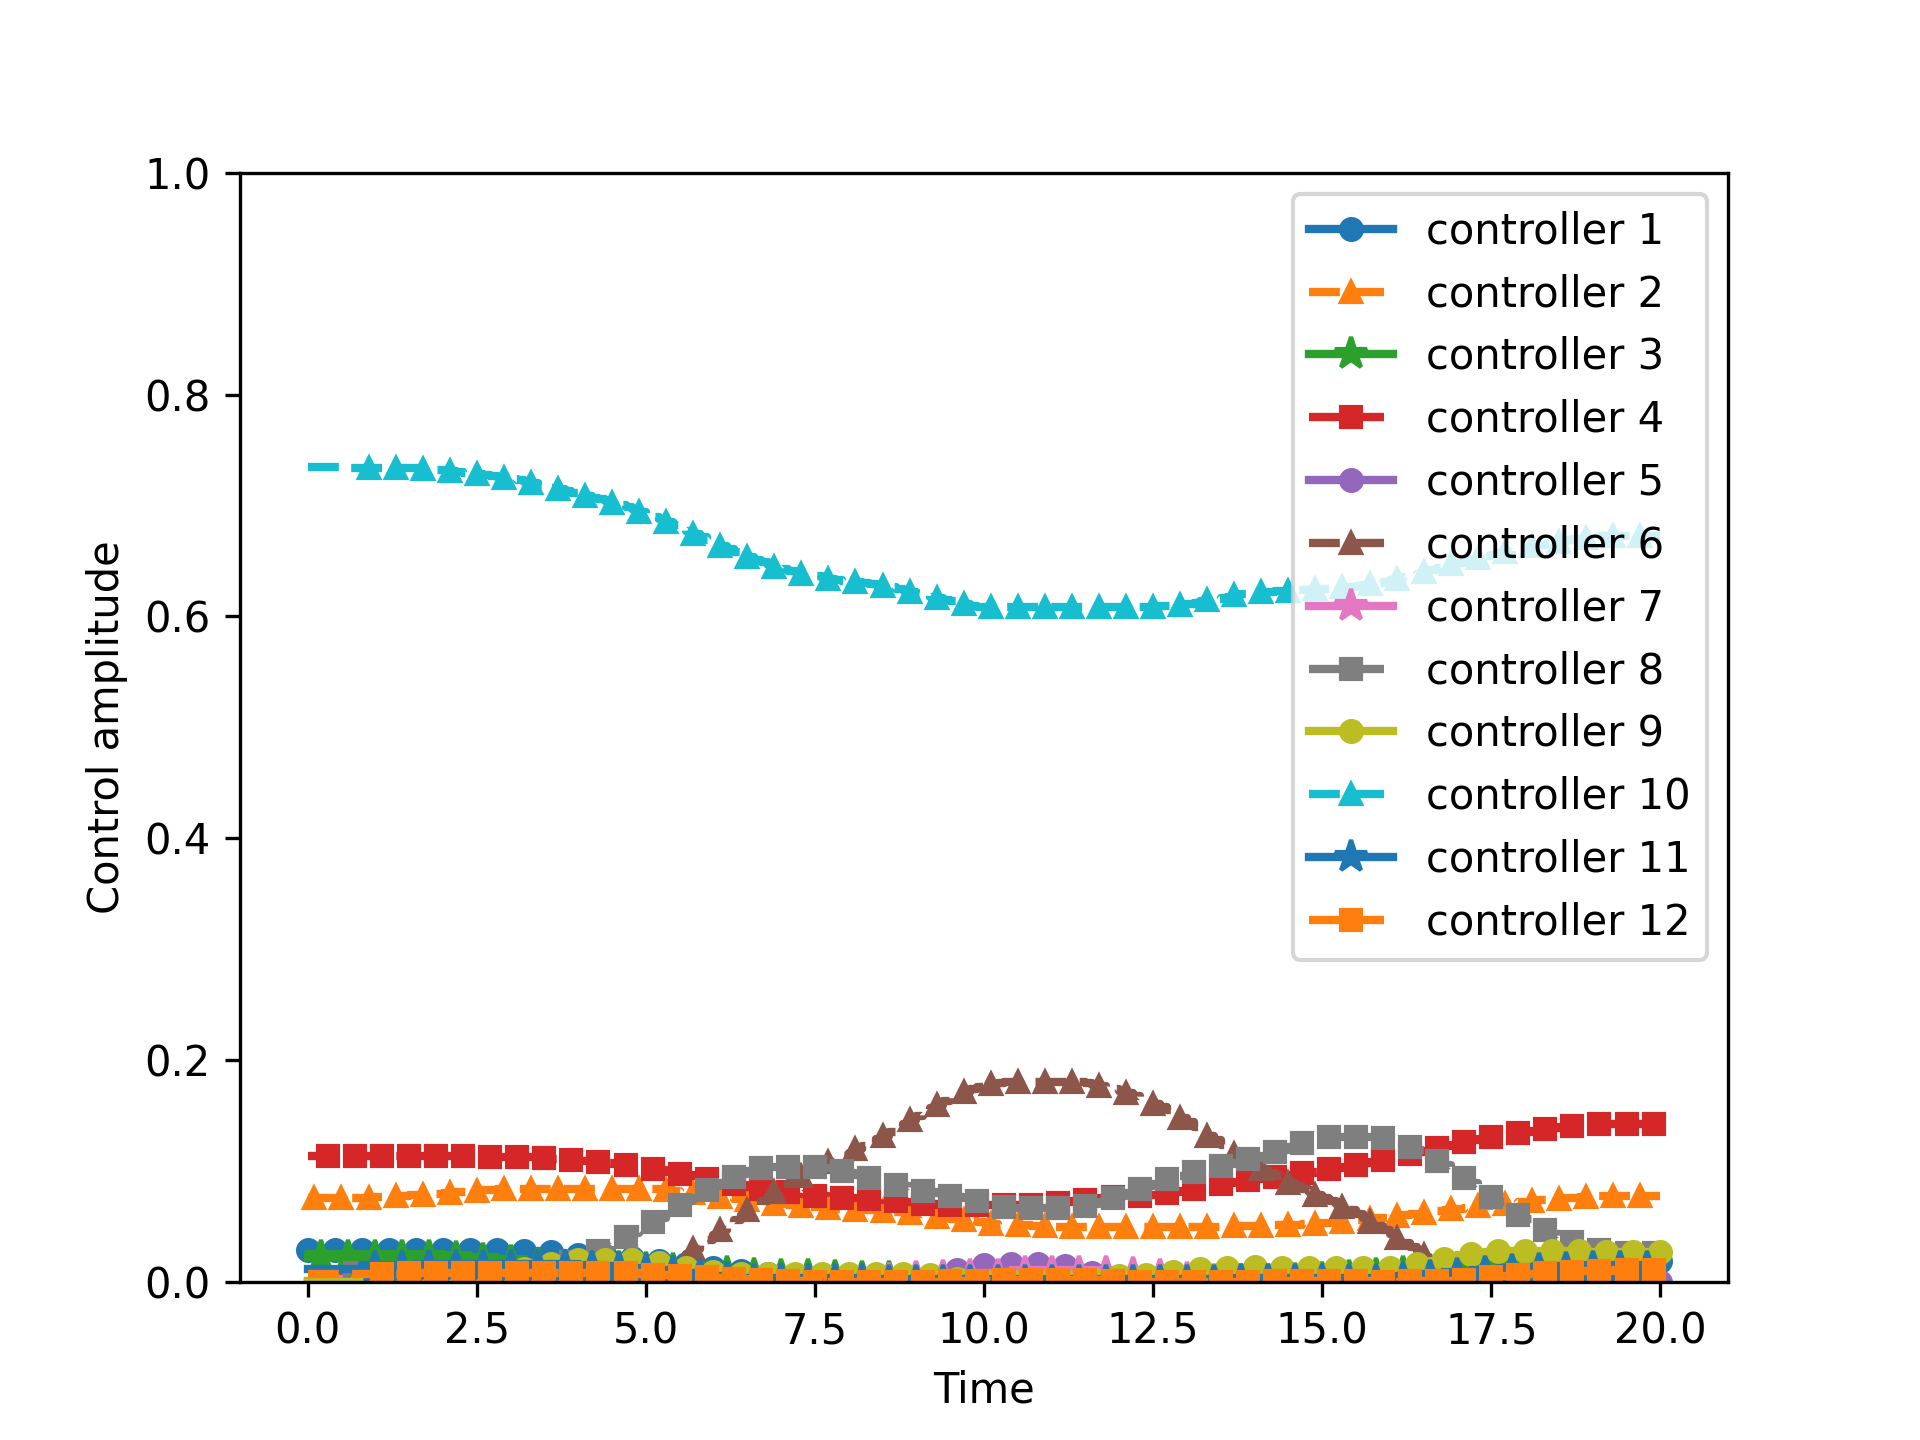 1.0
0.8
0.6
0.4
0.2
0.0
Control amplitude
controller 1
controller 2
controller 3
controller 4
controller 5
controller 6
controller 7
controller 8
controller 9
controller 10
controller 11
controller 12
0.0 2.5 5.0 7.5 10.0 12.5 15.0 17.5 20.0
Time